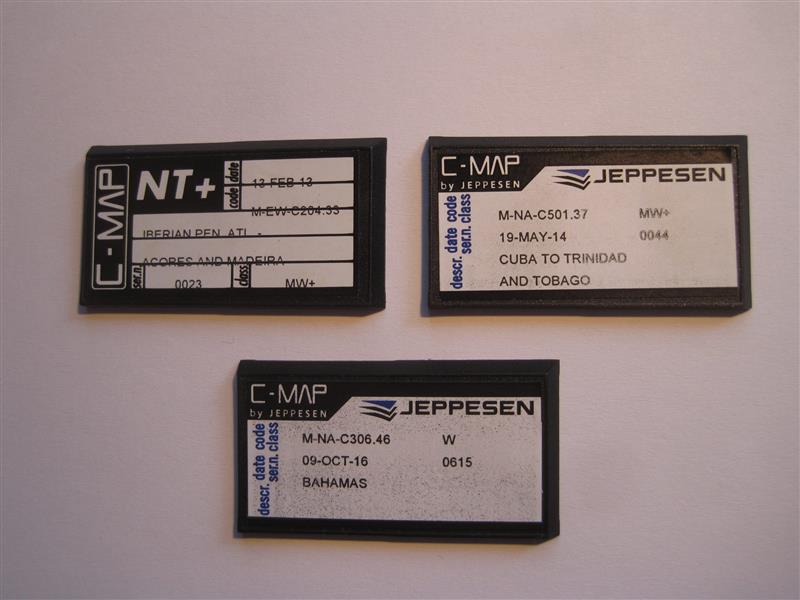 C-MAP
NT+
code date
13 FEB 13
M-EW-C204.33
IBERIAN PEN. ATL. -
ACORES AND MADEIRA
ser.n.
0023
class
MW+
C-MAP
by JEPPESEN
JEPPESEN
descr. date code
ser.n. class
M-NA-C501.37 MW+
19-MAY-14 0044
CUBA TO TRINIDAD
AND TOBAGO
C-MAP
by JEPPESEN
JEPPESEN
descr. date code
ser.n. class
M-NA-C306.46 W
09-OCT-16 0615
BAHAMAS